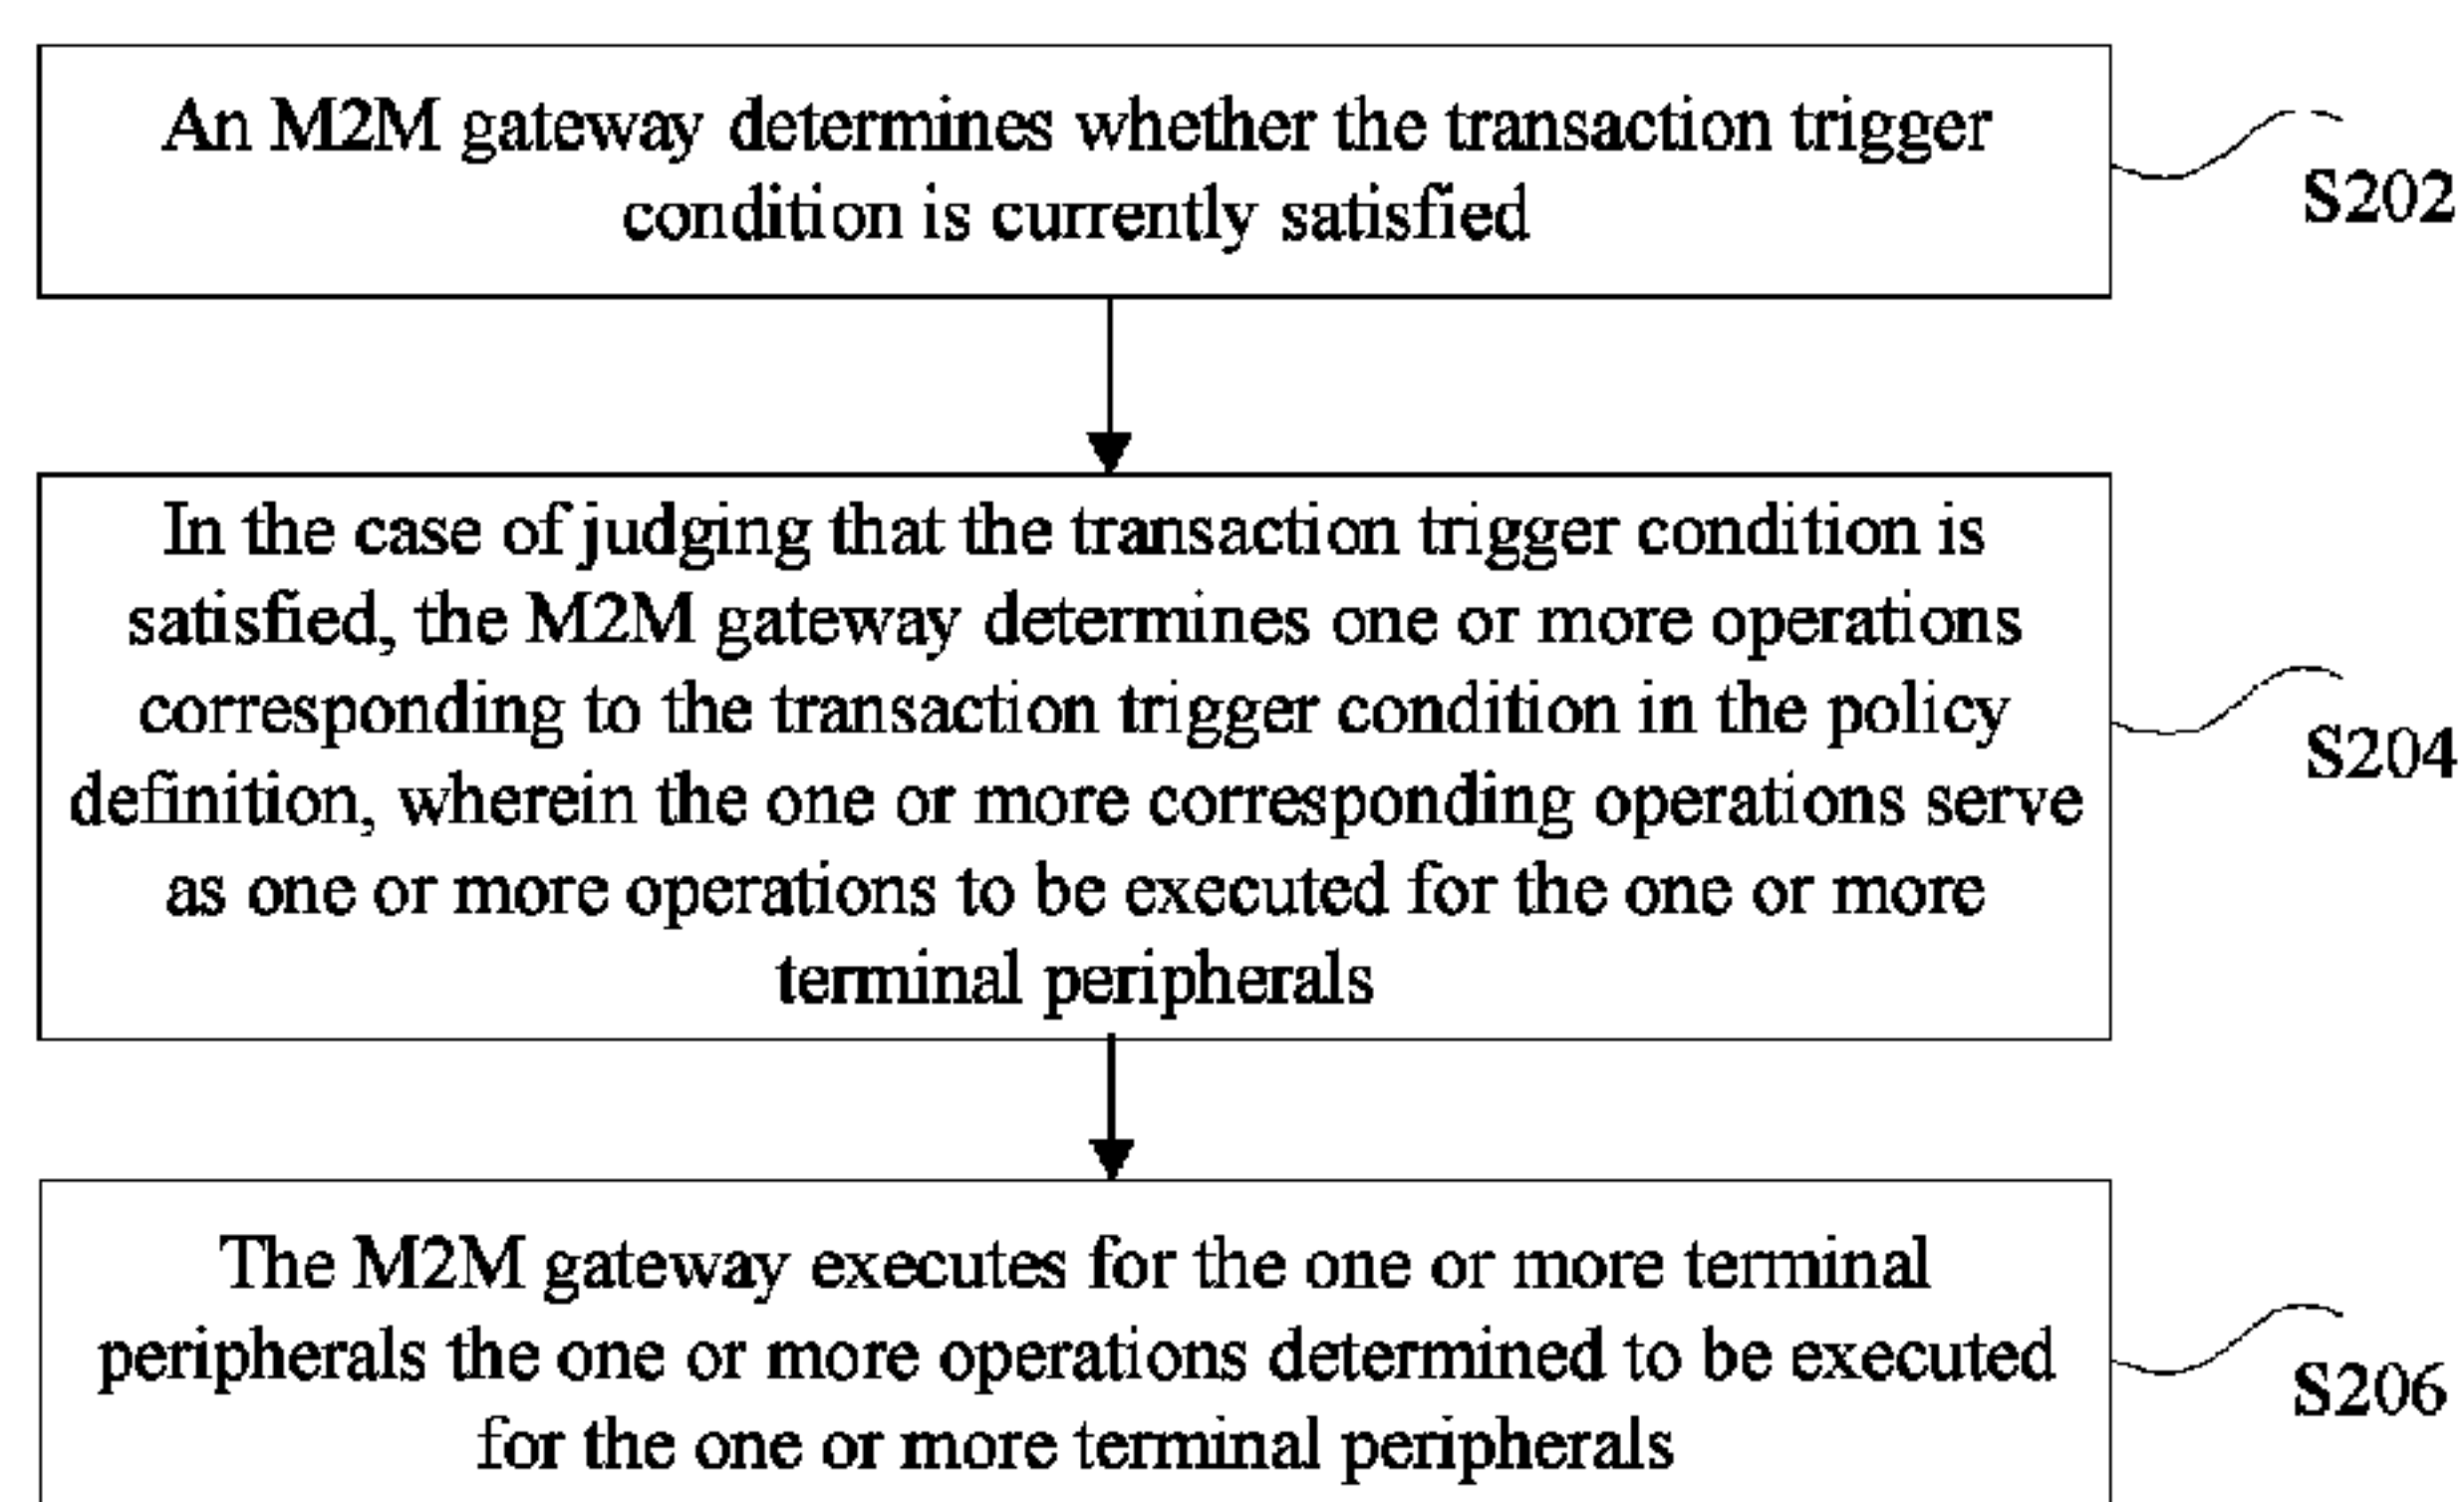 An M2M gateway determines whether the transaction trigger
condition is currently satisfied
S202
In the case of judging that the transaction trigger condition is
satisfied, the M2M gateway determines one or more operations
corresponding to the transaction trigger condition in the policy
definition, wherein the one or more corresponding operations serve
as one or more operations to be executed for the one or more
terminal peripherals
S204
The M2M gateway executes for the one or more terminal
peripherals the one or more operations determined to be executed
for the one or more terminal peripherals
S206